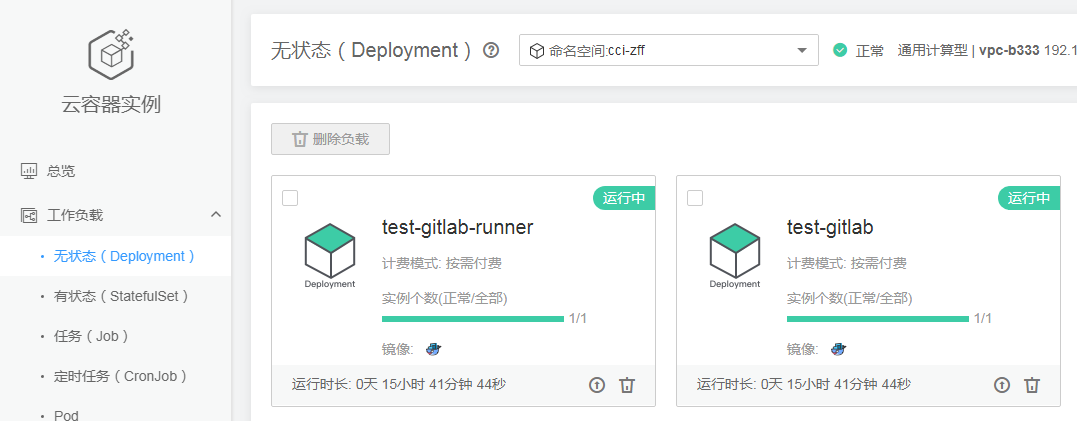 云容器实例
总览
工作负载
无状态（Deployment）
有状态（StatefulSet）
任务（Job）
定时任务（CronJob）
Pod
无状态（Deployment）
命名空间:cci-zff
正常
通用计算型 | vpc-b333 192.1
删除负载
运行中
test-gitlab-runner
计费模式: 按需付费
实例个数(正常/全部)
1/1
镜像:
Deployment
运行时长: 0天 15小时 41分钟 44秒
运行中
test-gitlab
计费模式: 按需付费
实例个数(正常/全部)
1/1
镜像:
Deployment
运行时长: 0天 15小时 41分钟 44秒